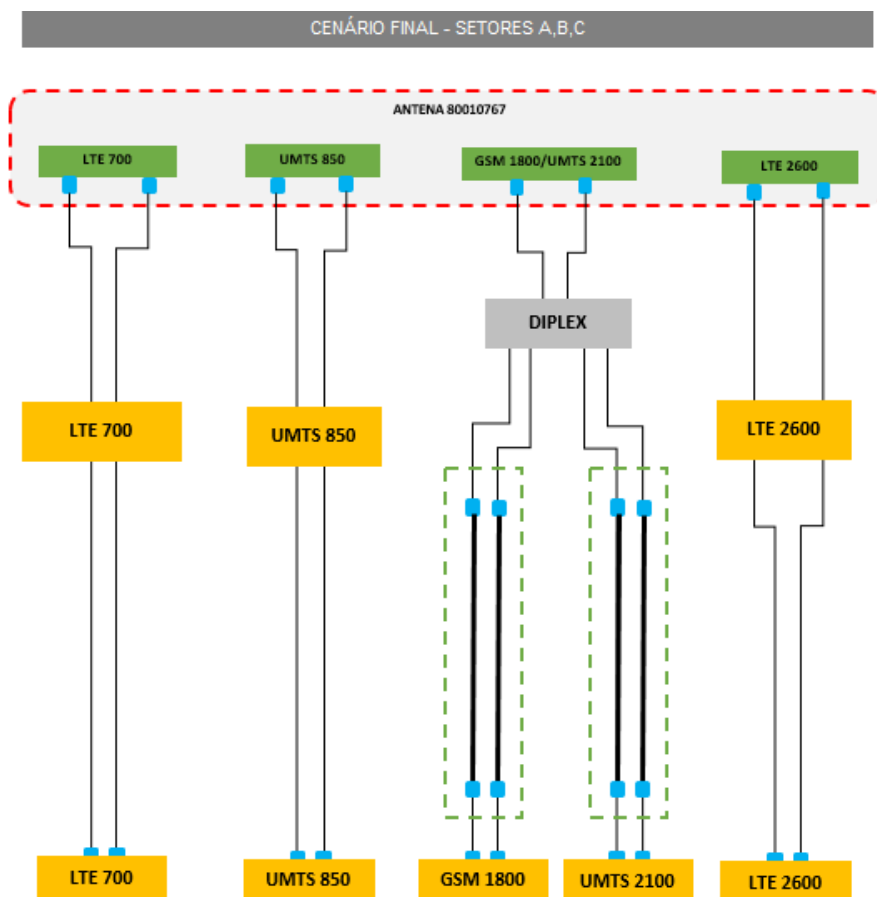 CENÁRIO FINAL - SETORES A,B,C
ANTENA 80010767
LTE 700
UMTS 850
GSM 1800/UMTS 2100
LTE 2600
DIPLEX
LTE 700
UMTS 850
LTE 2600
LTE 700
UMTS 850
GSM 1800
UMTS 2100
LTE 2600